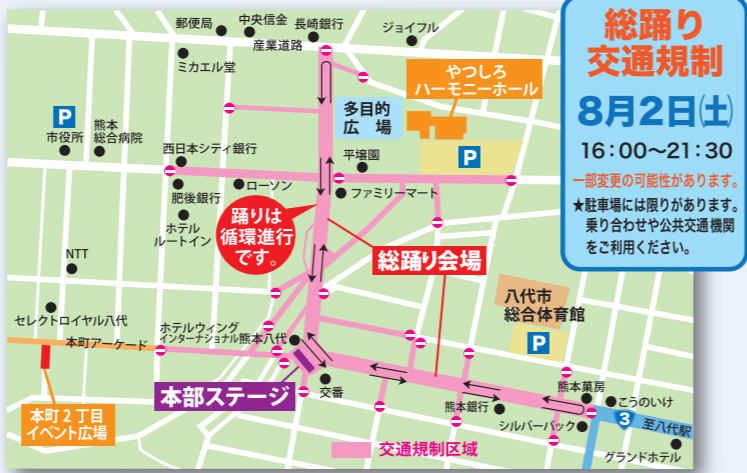 総踊り
交通規制
8月2日(土)
16:00〜21:30
一部変更の可能性があります。
★駐車場には限りがあります。
乗り合わせや公共交通機関
をご利用ください。
郵便局
中央信金
長崎銀行
産業道路
ジョイフル
ミカエル堂
やつしろ
ハーモニーホール
多目的
広場
P
市役所
熊本
総合病院
西日本シティ銀行
平壌園
P
肥後銀行
ローソン
ファミリーマート
ホテル
ルートイン
踊りは
循環進行
です。
NTT
総踊り会場
八代市
総合体育館
P
セレクトロイヤル八代
ホテルウィング
インターナショナル熊本八代
本町アーケード
本部ステージ
交番
熊本菓房
こうのいけ
熊本銀行
シルバーバック
3
至八代駅
グランドホテル
本町2丁目
イベント広場
交通規制区域